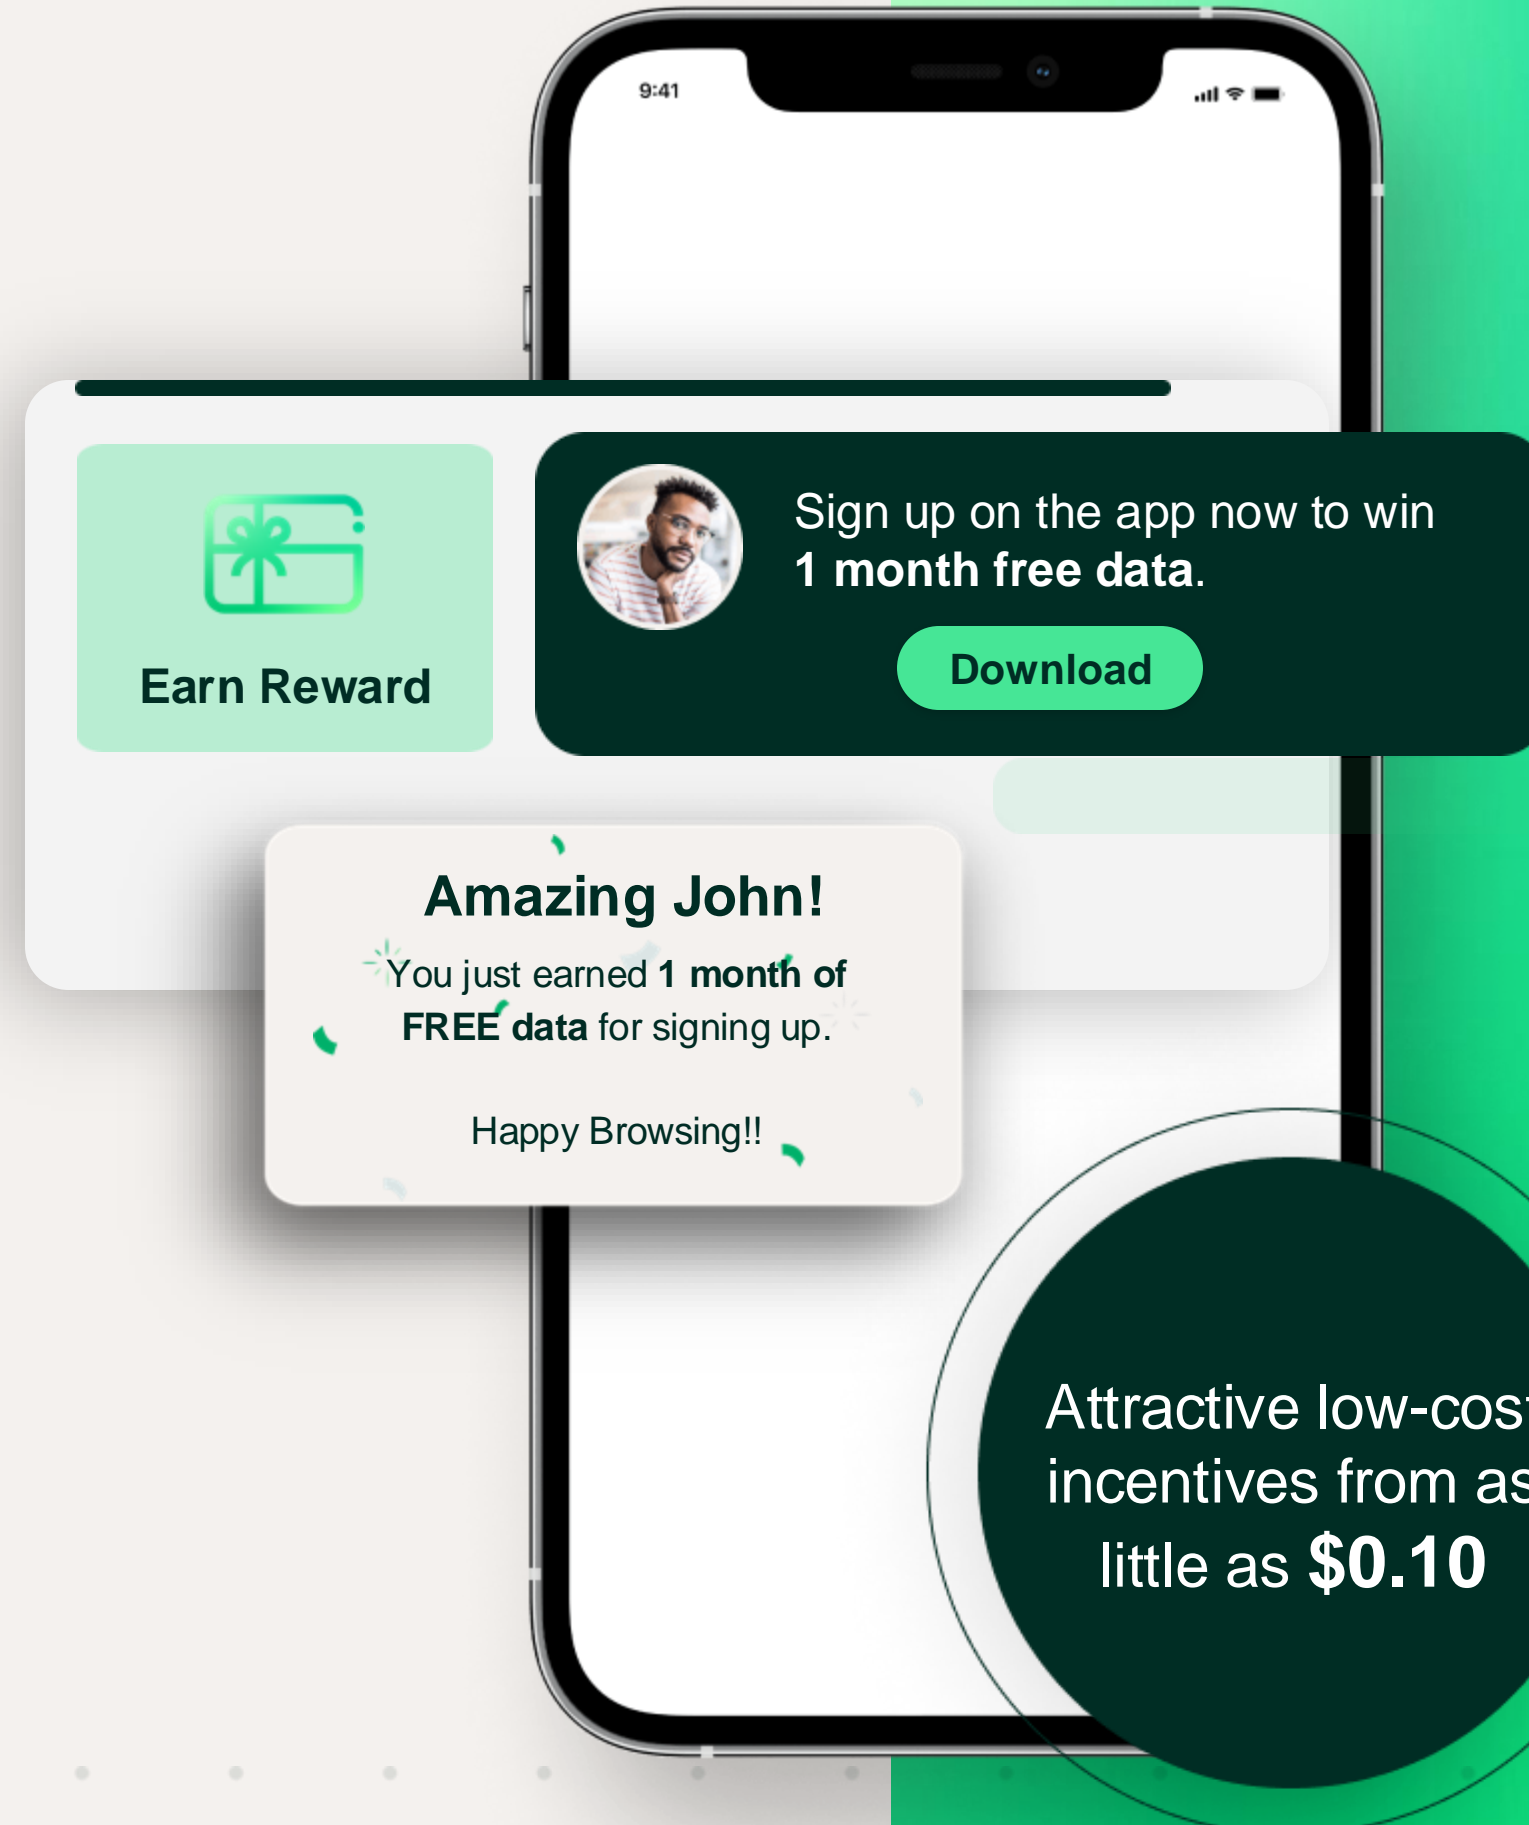 9:41
Sign up on the app now to win
1 month free data.
Download
Earn Reward
Amazing John!
You just earned 1 month of
FREE data for signing up.
Happy Browsing!!
Attractive low-cost
incentives from as
little as $0.10